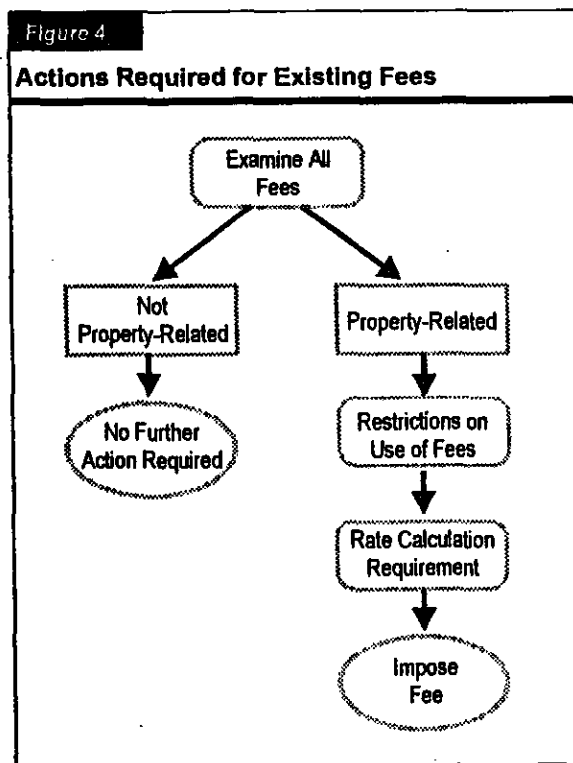 Figure 4
Actions Required for Existing Fees
Examine All
Fees
Not
Property-Related
Property-Related
No Further
Action Required
Restrictions on
Use of Fees
Rate Calculation
Requirement
Impose
Fee